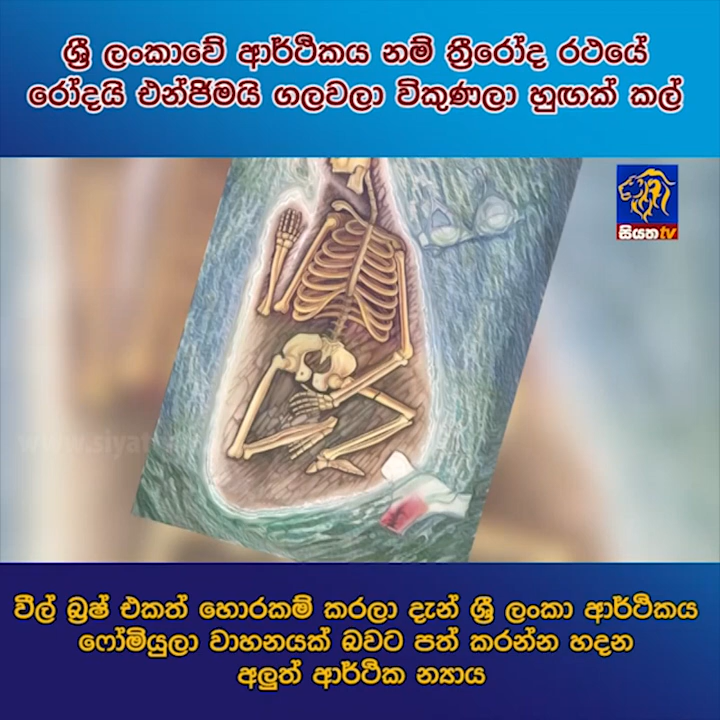 ශ්‍රී ලංකාවේ ආර්ථිකය නම් ත්‍රීරෝද රථයේ
රෝදයි එන්ජිමයි ගලවලා විකුණලා හුඟක් කල්
සියත tv
වීල් බ්‍රෂ් එකත් හොරකම් කරලා දැන් ශ්‍රී ලංකා ආර්ථිකය
ෆෝමියුලා වාහනයක් බවට පත් කරන්න හදන
අලුත් ආර්ථික න්‍යාය